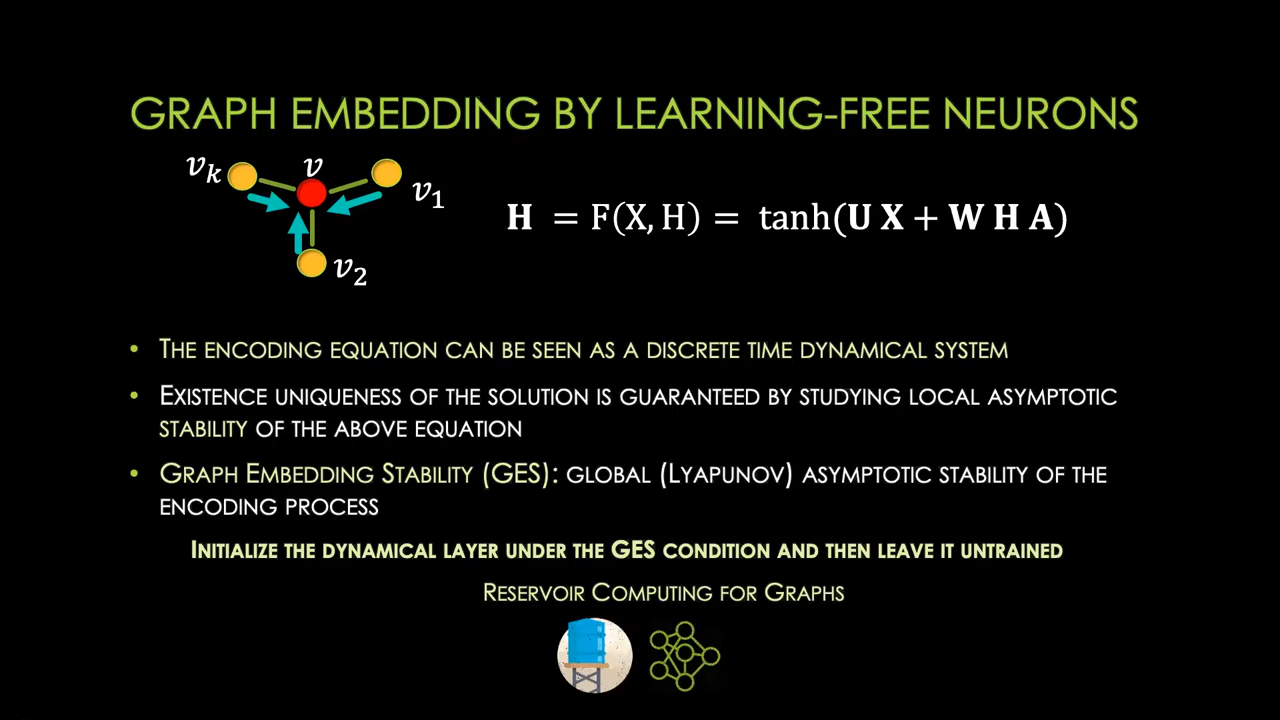 GRAPH EMBEDDING BY LEARNING-FREE NEURONS
vk
v
v1
v2
H = F(X, H) = tanh(U X + W H A)
• THE ENCODING EQUATION CAN BE SEEN AS A DISCRETE TIME DYNAMICAL SYSTEM
• EXISTENCE UNIQUENESS OF THE SOLUTION IS GUARANTEED BY STUDYING LOCAL ASYMPTOTIC
STABILITY OF THE ABOVE EQUATION
• GRAPH EMBEDDING STABILITY (GES): GLOBAL (LYAPUNOV) ASYMPTOTIC STABILITY OF THE
ENCODING PROCESS
INITIALIZE THE DYNAMICAL LAYER UNDER THE GES CONDITION AND THEN LEAVE IT UNTRAINED
RESERVOIR COMPUTING FOR GRAPHS